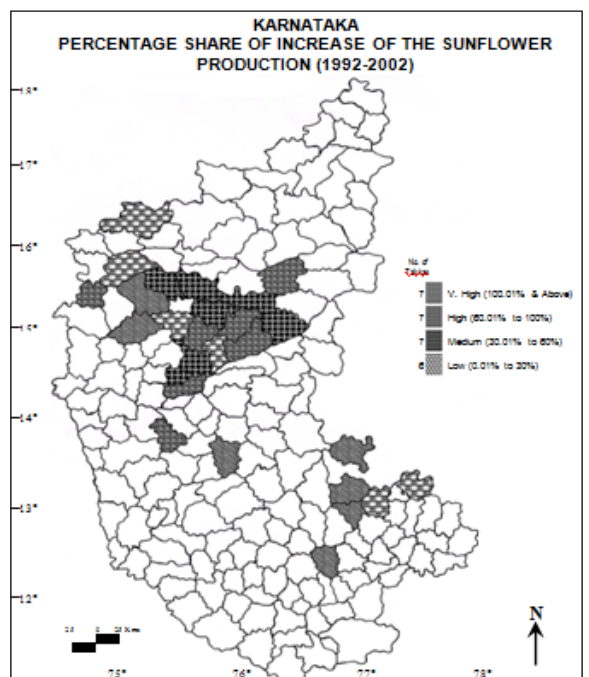 KARNATAKA
PERCENTAGE SHARE OF INCREASE OF THE SUNFLOWER
PRODUCTION (1992-2002)
18°
17°
16°
15°
14°
13°
12°
No. of
7 V. High (100.01% & Above)
7 High (60.01% to 100%)
7 Medium (30.01% to 60%)
6 Low (0.01% to 30%)
N
75° 76° 77° 78°